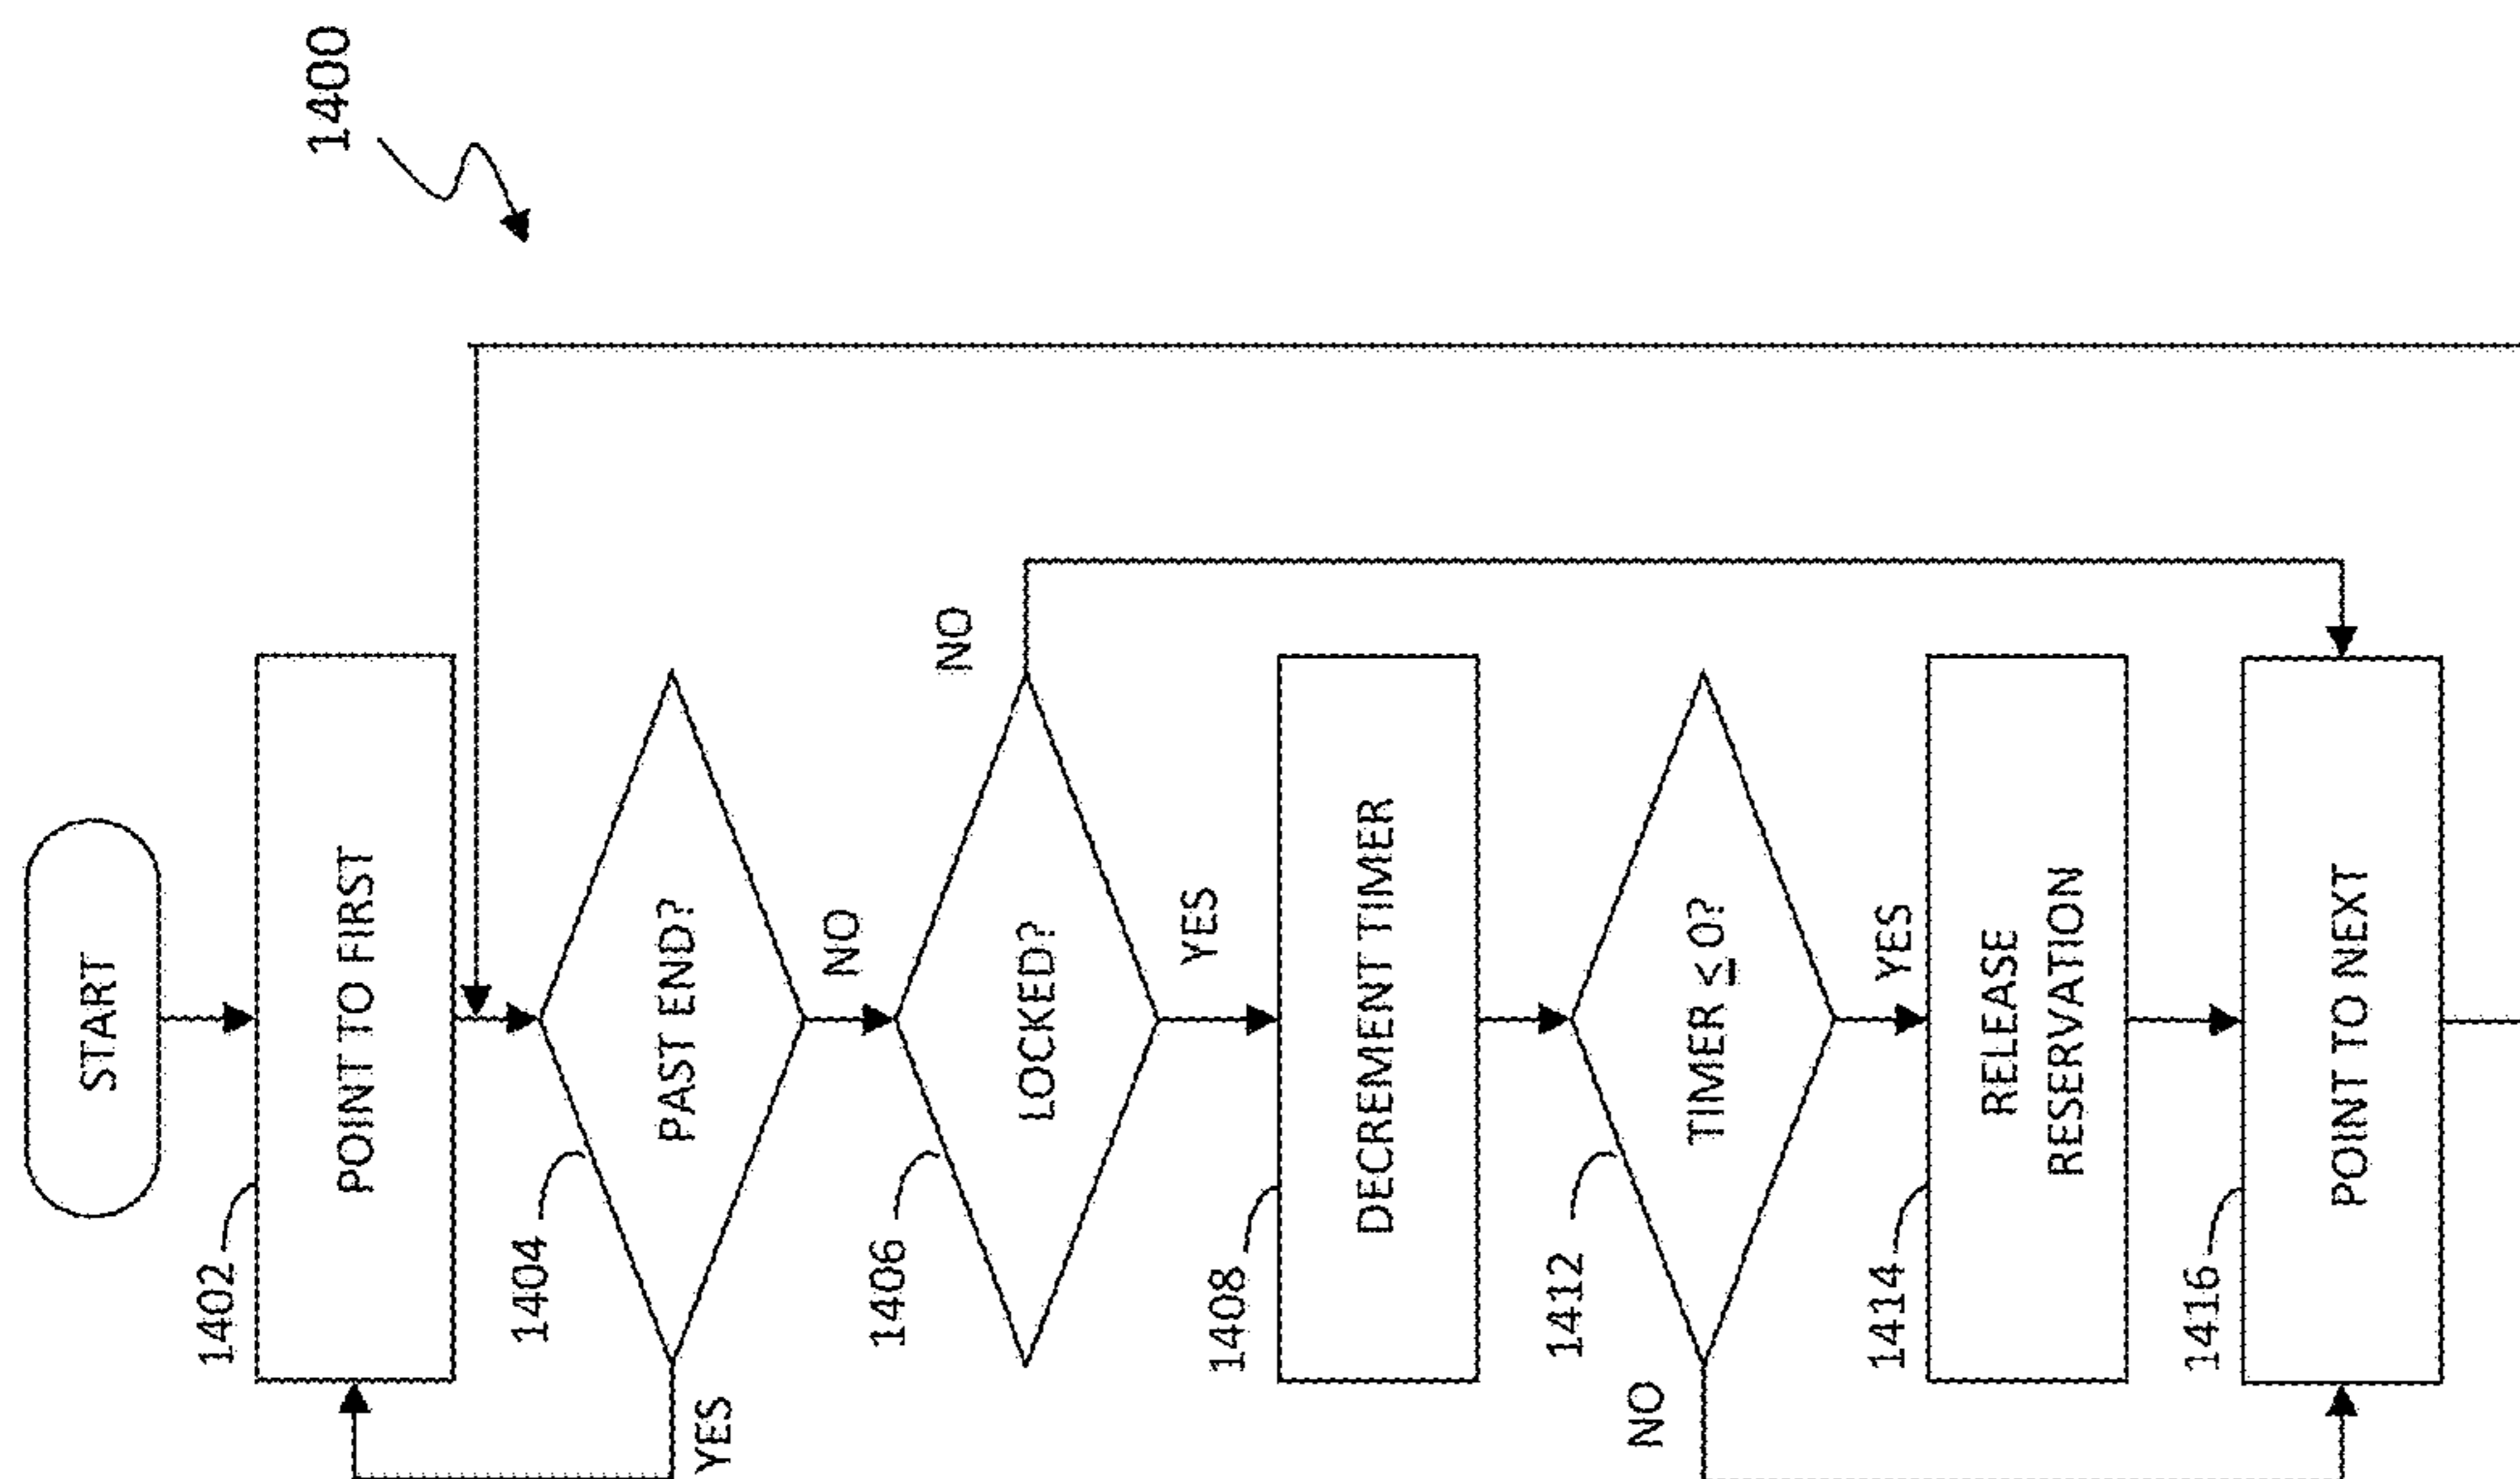 1400
START
1402
POINT TO FIRST
1404
PAST END?
YES
NO
1406
LOCKED?
NO
YES
1408
DECREMENT TIMER
1412
TIMER ≤ 0?
NO
YES
1414
RELEASE
RESERVATION
1416
POINT TO NEXT